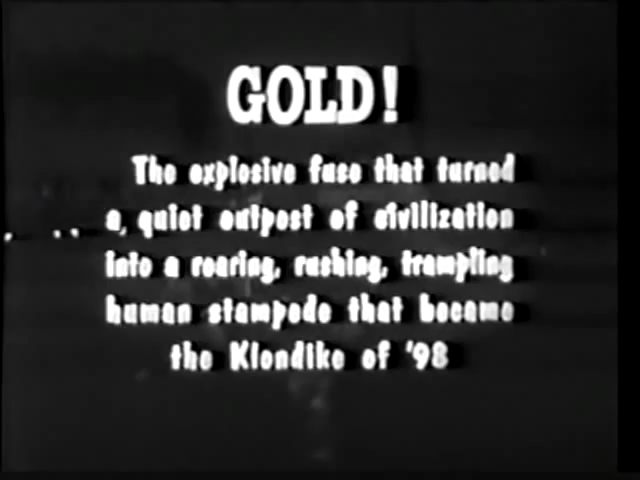 GOLD!
The explosive fuse that turned
a quiet outpost of civilization
into a roaring, rushing, trampling
human stampede that became
the Klondike of '98